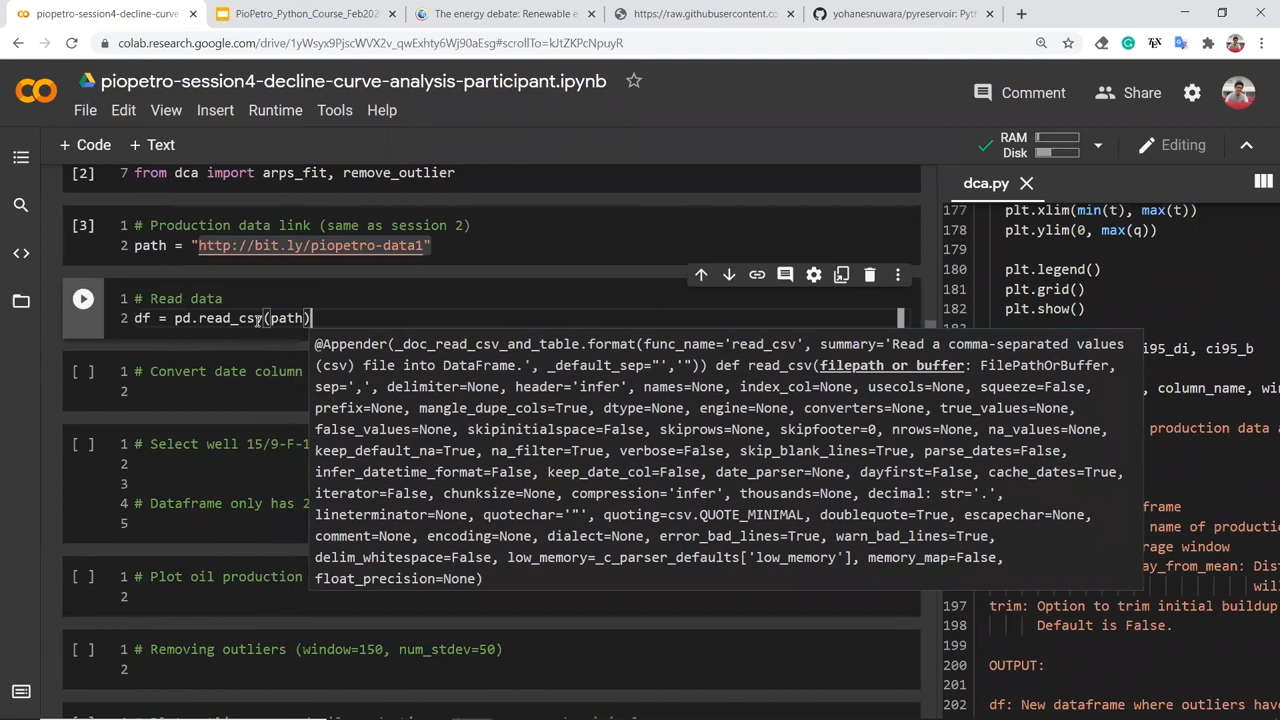 piopetro-session4-decline-curve-a
PioPetro_Python_Course_Feb202
The energy debate: Renewable e
https://raw.githubusercontent.co
yohanesnuwara/pyreservoir: Pyth
colab.research.google.com/drive/1yWsyx9PjscWVX2v_qwExhty6Wj90aEsg#scrollTo=kJtZKPcNpuyR
piopetro-session4-decline-curve-analysis-participant.ipynb
Comment
Share
File
Edit
View
Insert
Runtime
Tools
Help
+ Code
+ Text
RAM
Disk
Editing
[2]
7 from dca import arps_fit, remove_outlier
[3]
1 # Production data link (same as session 2)
2 path = "http://bit.ly/piopetro-data1"
1 # Read data
2 df = pd.read_csv(path)
@Appender(_doc_read_csv_and_table.format(func_name='read_csv', summary='Read a comma-separated values
(csv) file into DataFrame.', _default_sep="','")) def read_csv(filepath_or_buffer: FilePathOrBuffer,
sep=',', delimiter=None, header='infer', names=None, index_col=None, usecols=None, squeeze=False,
prefix=None, mangle_dupe_cols=True, dtype=None, engine=None, converters=None, true_values=None,
false_values=None, skipinitialspace=False, skiprows=None, skipfooter=0, nrows=None, na_values=None,
keep_default_na=True, na_filter=True, verbose=False, skip_blank_lines=True, parse_dates=False,
infer_datetime_format=False, keep_date_col=False, date_parser=None, dayfirst=False, cache_dates=True,
iterator=False, chunksize=None, compression='infer', thousands=None, decimal: str='.',
lineterminator=None, quotechar='"', quoting=csv.QUOTE_MINIMAL, doublequote=True, escapechar=None,
comment=None, encoding=None, dialect=None, error_bad_lines=True, warn_bad_lines=True,
delim_whitespace=False, low_memory=_c_parser_defaults['low_memory'], memory_map=False,
float_precision=None)
[ ]
1 # Convert date column
2
[ ]
1 # Select well 15/9-F-1
2
3
4 # Dataframe only has 2
5
[ ]
1 # Plot oil production
2
[ ]
1 # Removing outliers (window=150, num_stdev=50)
2
dca.py
177 plt.xlim(min(t), max(t))
178 plt.ylim(0, max(q))
179
180 plt.legend()
181 plt.grid()
182 plt.show()
ci95_di, ci95_b
, column_name, win
production data a
frame
name of production
rage window
ay_from_mean: Dis
wil
197 trim: Option to trim initial buildup
198 Default is False.
199
200 OUTPUT:
201
202 df: New dataframe where outliers hav